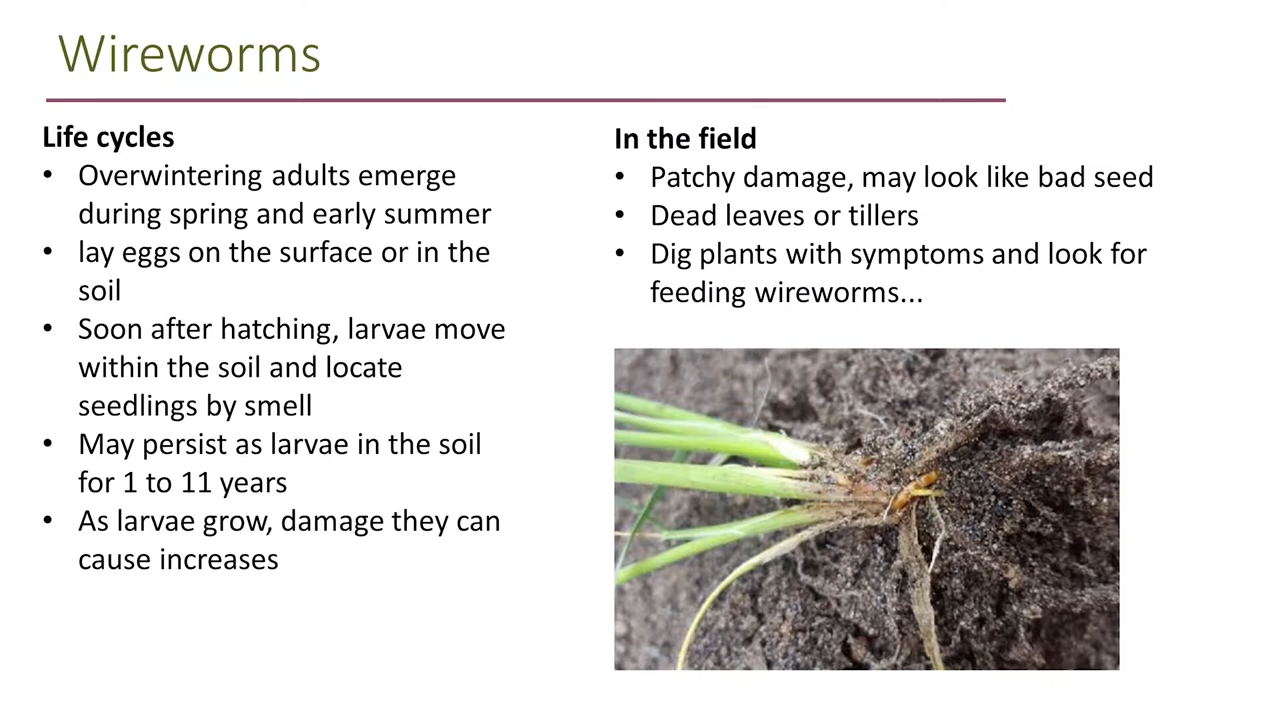 Wireworms
Life cycles
• Overwintering adults emerge
during spring and early summer
• lay eggs on the surface or in the
soil
• Soon after hatching, larvae move
within the soil and locate
seedlings by smell
• May persist as larvae in the soil
for 1 to 11 years
• As larvae grow, damage they can
cause increases
In the field
• Patchy damage, may look like bad seed
• Dead leaves or tillers
• Dig plants with symptoms and look for
feeding wireworms...